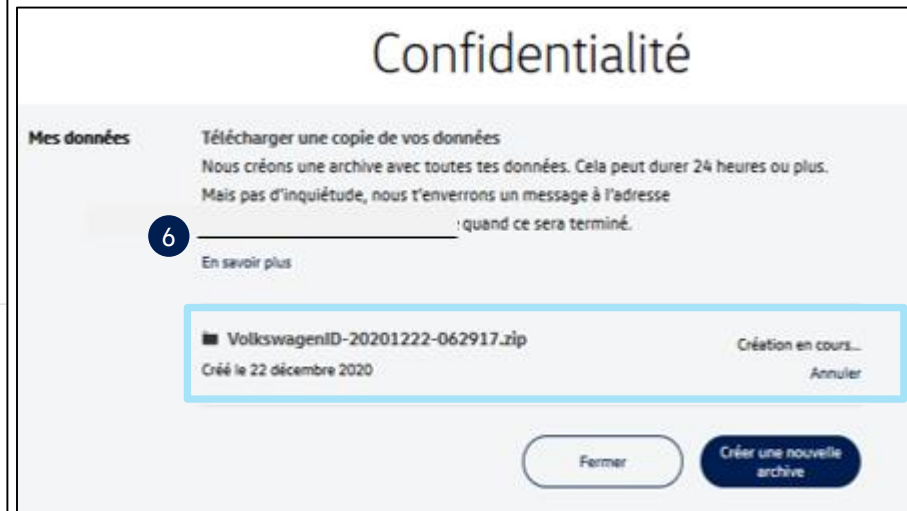 Confidentialité
Mes données
Télécharger une copie de vos données
Nous créons une archive avec toutes tes données. Cela peut durer 24 heures ou plus.
Mais pas d'inquiétude, nous t'enverrons un message à l'adresse
quand ce sera terminé.
6
En savoir plus
VolkswagenID-20201222-062917.zip
Création en cours...
Créé le 22 décembre 2020
Annuler
Fermer
Créer une nouvelle
archive